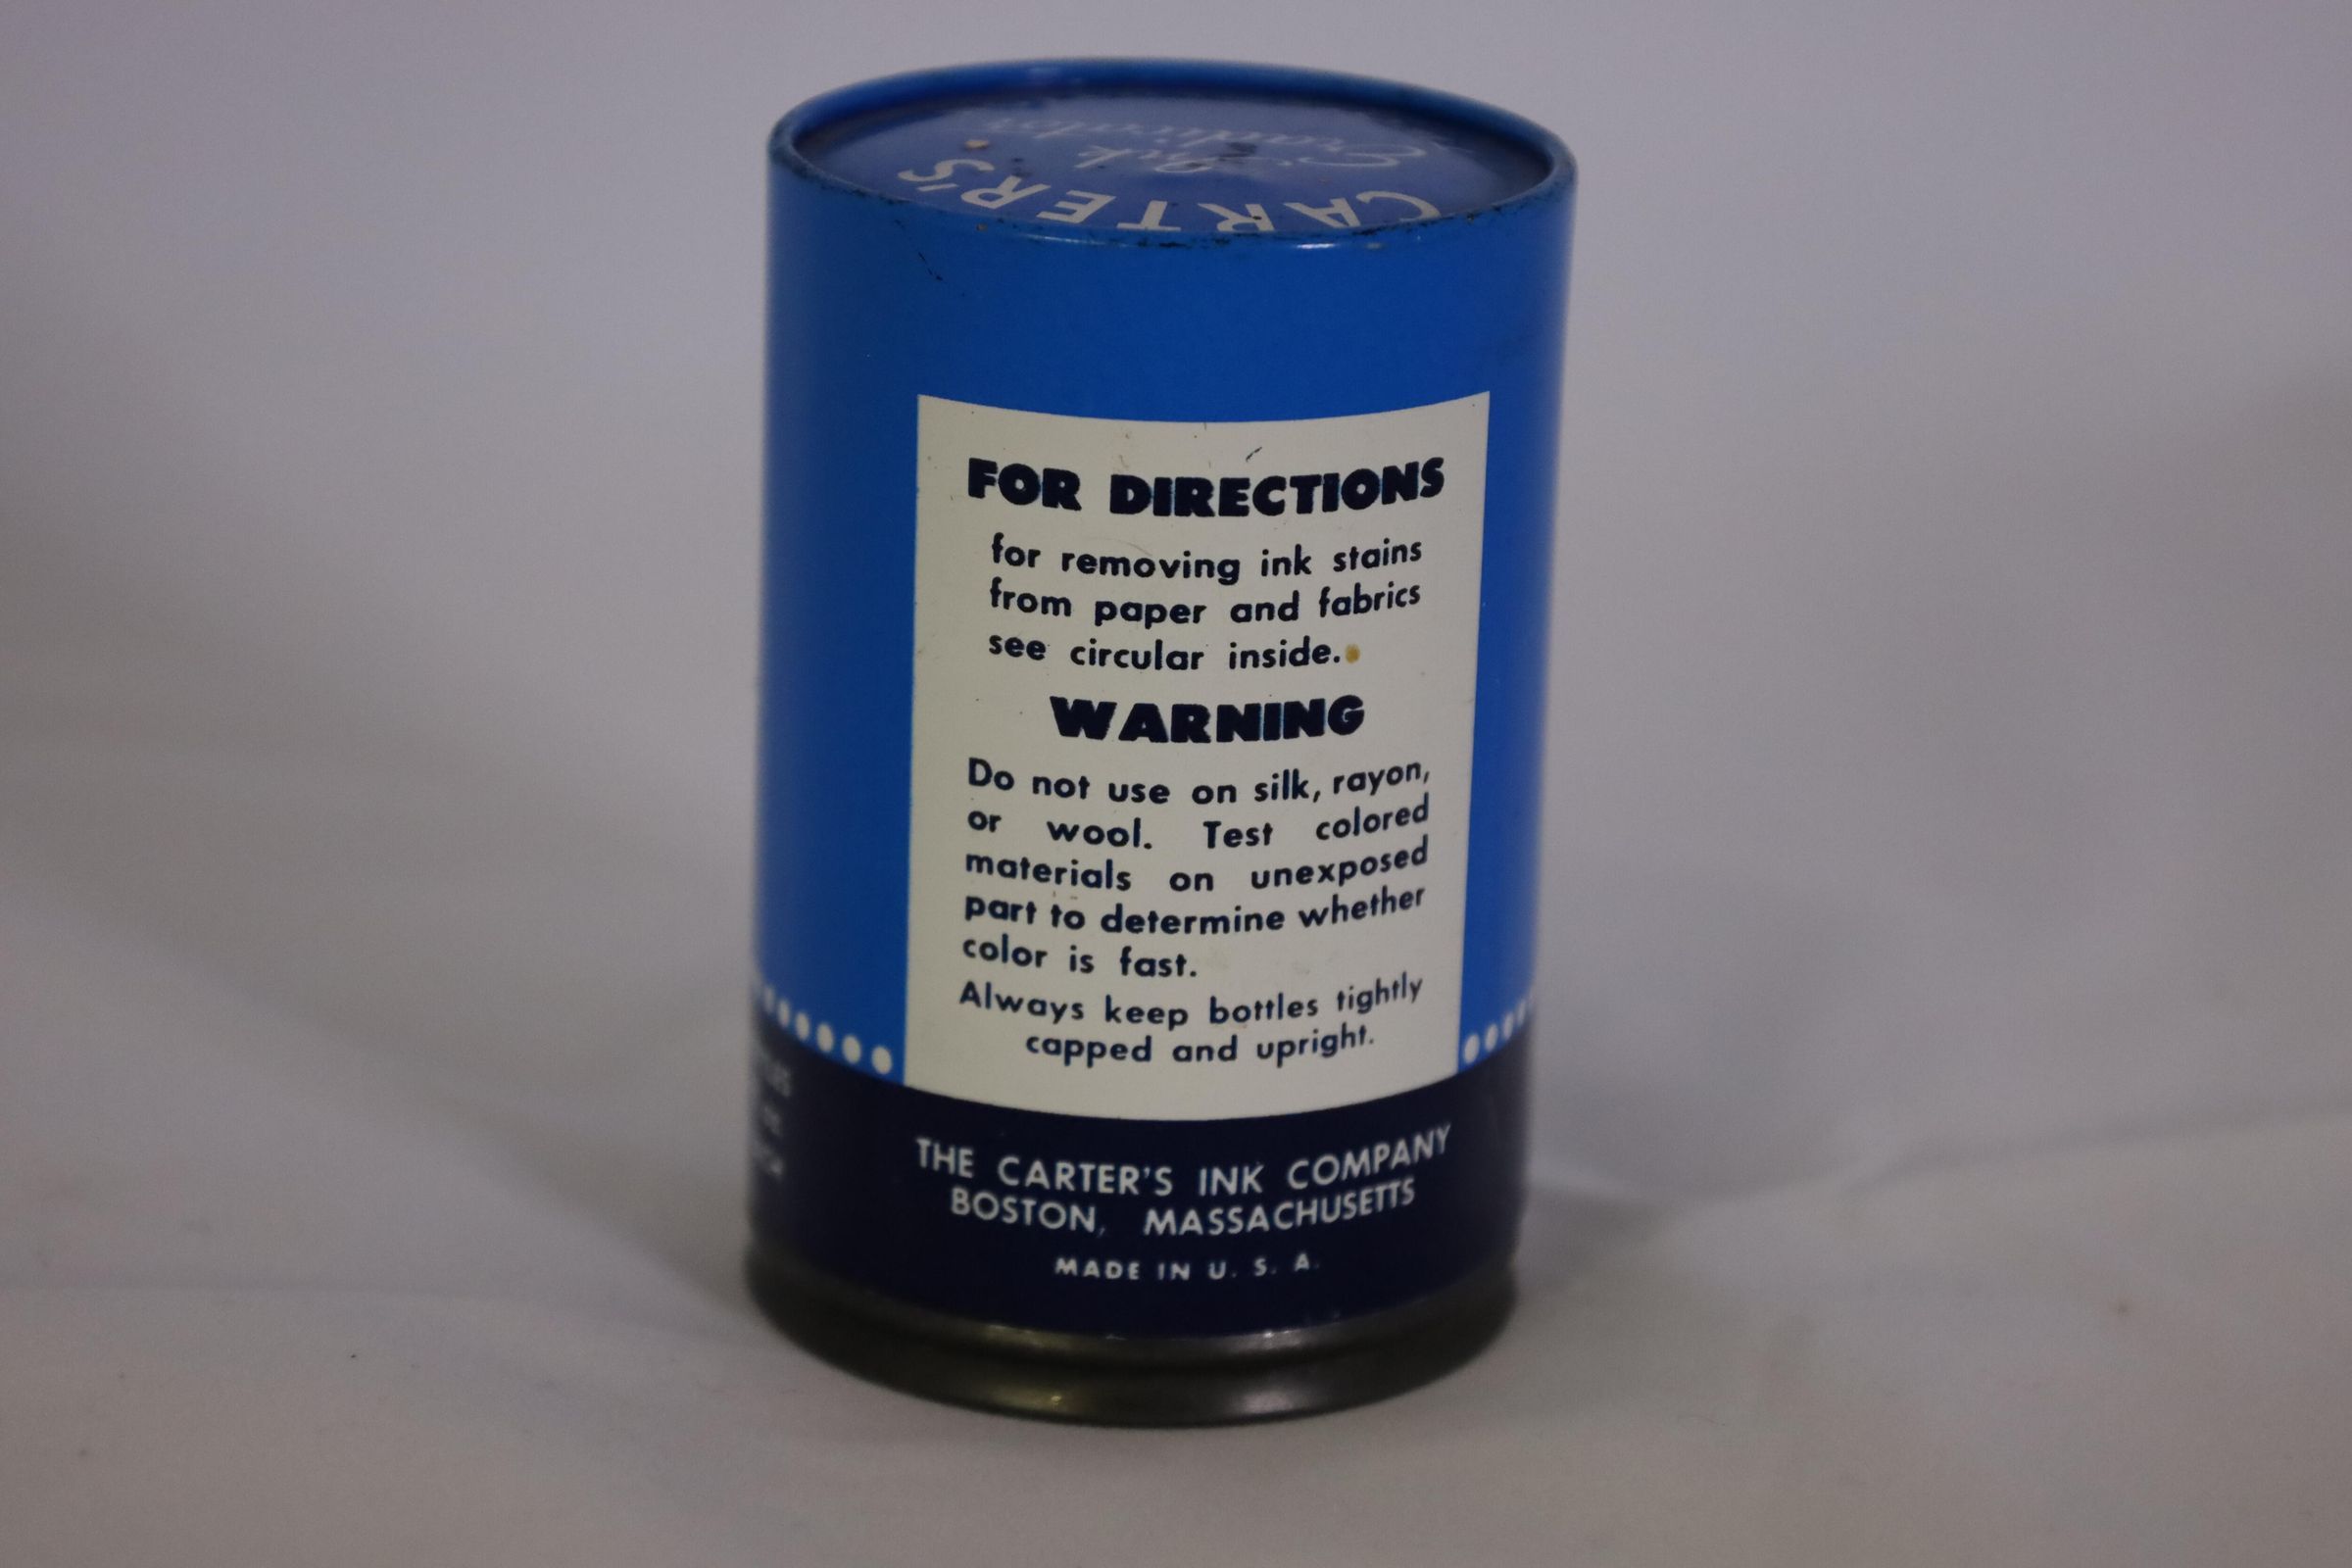 CARTER'S
Ink
Eradicator
FOR DIRECTIONS
for removing ink stains
from paper and fabrics
see circular inside.
WARNING
Do not use on silk, rayon,
or wool. Test colored
materials on unexposed
part to determine whether
color is fast.
Always keep bottles tightly
capped and upright.
THE CARTER'S INK COMPANY
BOSTON, MASSACHUSETTS
MADE IN U. S. A.